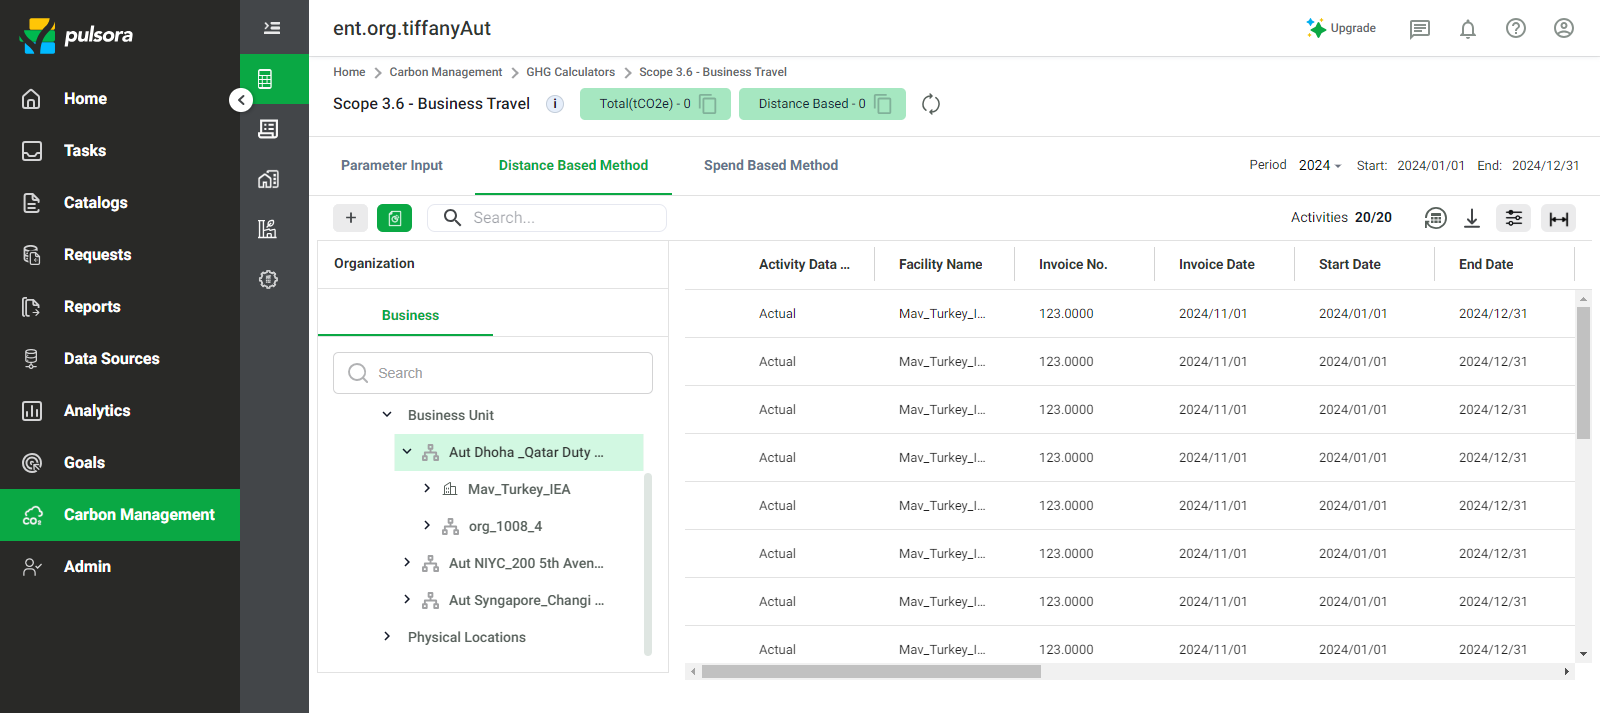 pulsora
Home
Tasks
Catalogs
Requests
Reports
Data Sources
Analytics
Goals
Carbon Management
Admin
ent.org.tiffanyAut
Upgrade
Home > Carbon Management > GHG Calculators > Scope 3.6 - Business Travel
Scope 3.6 - Business Travel i Total(tCO2e) - 0 Distance Based - 0
Parameter Input Distance Based Method Spend Based Method Period 2024 Start: 2024/01/01 End: 2024/12/31
+ Search... Activities 20/20
Organization
Business
Search
Business Unit
Aut Dhoha _Qatar Duty ...
Mav_Turkey_IEA
org_1008_4
Aut NIYC_200 5th Aven...
Aut Syngapore_Changi ...
Physical Locations
Activity Data ... Facility Name Invoice No. Invoice Date Start Date End Date
Actual Mav_Turkey_I... 123.0000 2024/11/01 2024/01/01 2024/12/31
Actual Mav_Turkey_I... 123.0000 2024/11/01 2024/01/01 2024/12/31
Actual Mav_Turkey_I... 123.0000 2024/11/01 2024/01/01 2024/12/31
Actual Mav_Turkey_I... 123.0000 2024/11/01 2024/01/01 2024/12/31
Actual Mav_Turkey_I... 123.0000 2024/11/01 2024/01/01 2024/12/31
Actual Mav_Turkey_I... 123.0000 2024/11/01 2024/01/01 2024/12/31
Actual Mav_Turkey_I... 123.0000 2024/11/01 2024/01/01 2024/12/31
Actual Mav_Turkey_I... 123.0000 2024/11/01 2024/01/01 2024/12/31